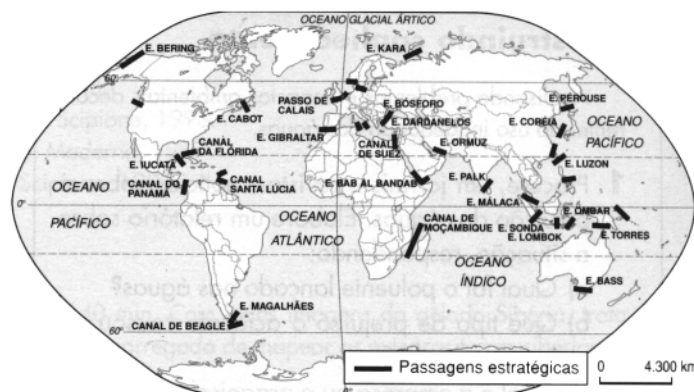 OCEANO GLACIAL ÁRTICO
E. BERING
E. KARA
60°
PASSO DE
CALAIS
E. BÓSFORO
E. PEROUSE
E. CABOT
E. DARDANELOS
E. CORÉIA
OCEANO
PACÍFICO
E. GIBRALTAR
CANAL
DA FLÓRIDA
CANAL
DE SUEZ
E. ORMUZ
E. LUZON
E. IUCATÃ
E. PALK
OCEANO
PACÍFICO
CANAL DO
PANAMÁ
CANAL
SANTA LÚCIA
E. BAB AL BANDAB
E. MÁLACA
0°
OCEANO
ATLÂNTICO
CANAL DE
MOÇAMBIQUE
E. OMBAR
E. SONDA
E. LOMBOK
E. TORRES
OCEANO
ÍNDICO
E. BASS
E. MAGALHÃES
CANAL DE BEAGLE
60°
0°
Passagens estratégicas
0 4.300 km